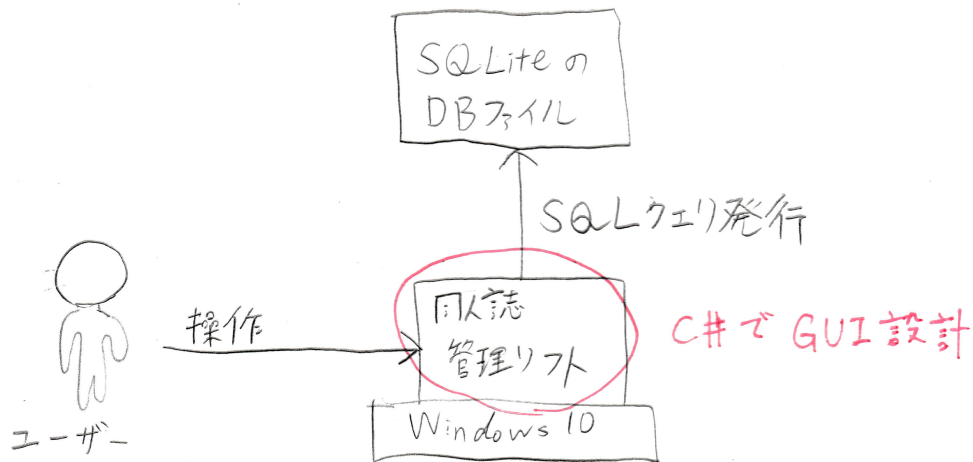 SQLiteの
DBファイル
SQLクエリ発行
同人誌
管理ソフト
C#でGUI設計
操作
Windows 10
ユーザー